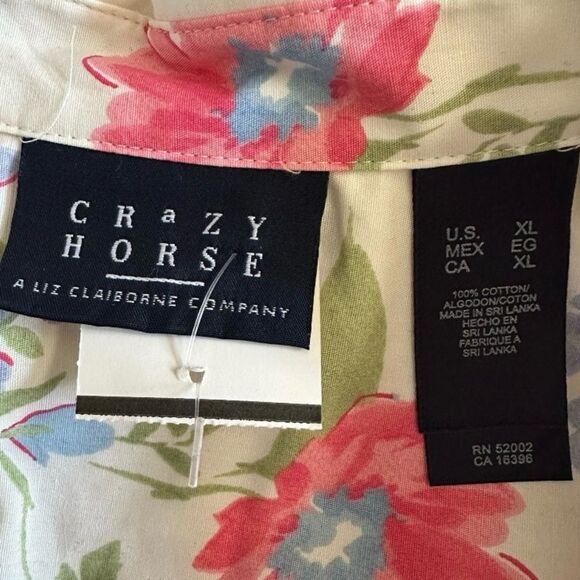 CRaZY
HORSE
A LIZ CLAIBORNE COMPANY
U.S. XL
MEX EG
CA XL
100% COTTON/
ALGODON/COTON
MADE IN SRI LANKA
HECHO EN
SRI LANKA
FABRIQUE A
SRI LANKA
RN 52002
CA 15396